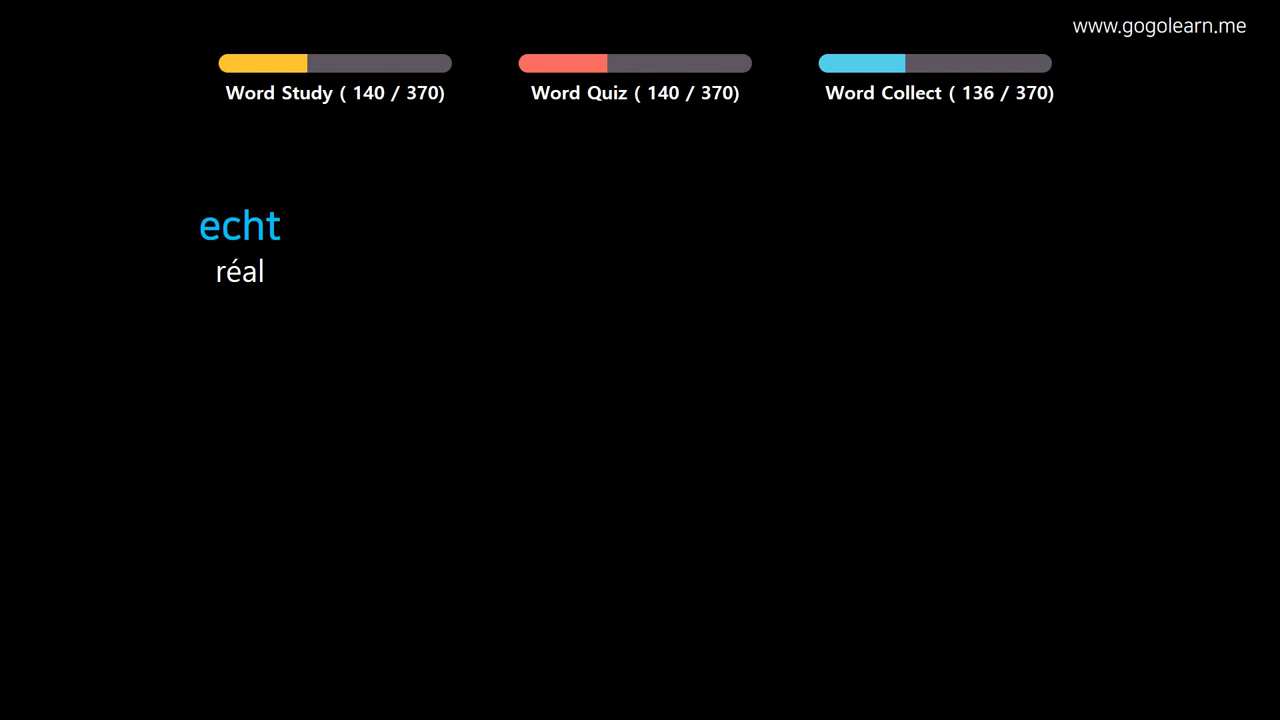 www.gogolearn.me
Word Study ( 140 / 370)
Word Quiz ( 140 / 370)
Word Collect ( 136 / 370)
echt
réal